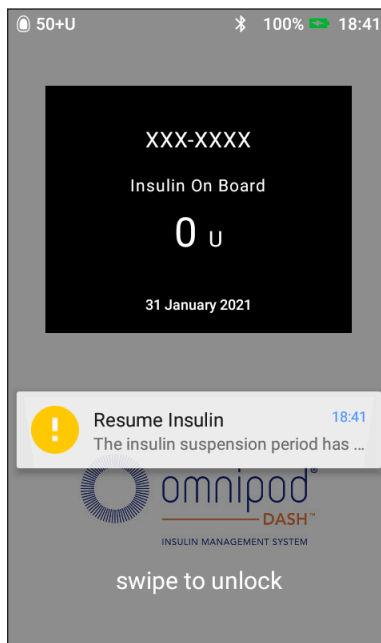 50+U 100% 18:41
XXX-XXXX
Insulin On Board
0 U
31 January 2021
Resume Insulin 18:41
The insulin suspension period has ...
omnipod®
DASH™
INSULIN MANAGEMENT SYSTEM
swipe to unlock